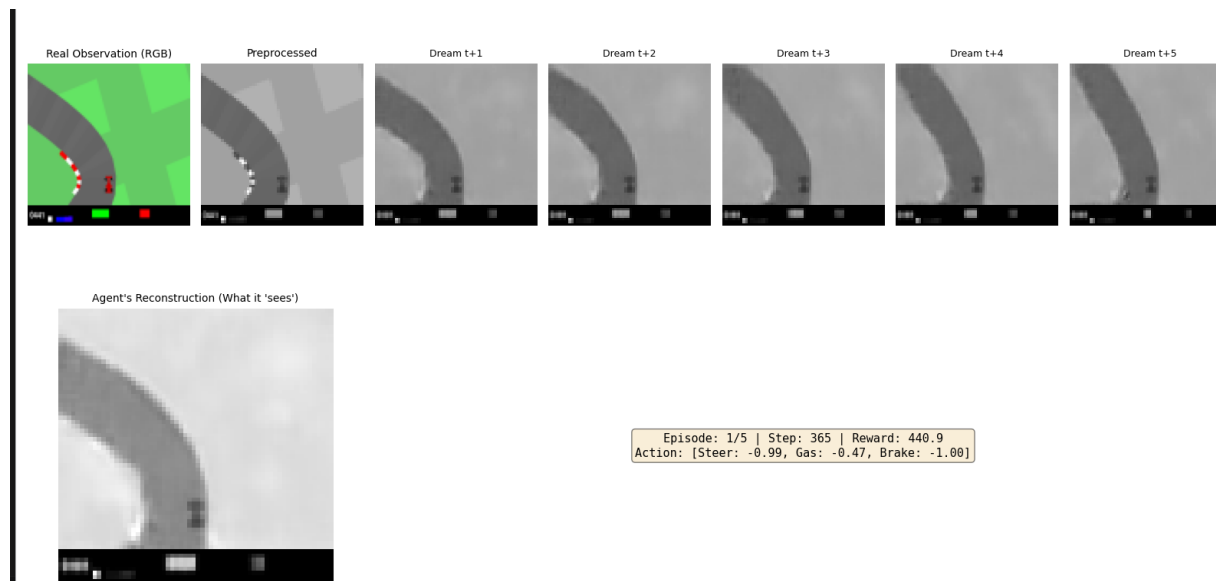 Real Observation (RGB)
Preprocessed
Dream t+1
Dream t+2
Dream t+3
Dream t+4
Dream t+5
Agent's Reconstruction (What it 'sees')
Episode: 1/5 | Step: 365 | Reward: 440.9
Action: [Steer: -0.99, Gas: -0.47, Brake: -1.00]